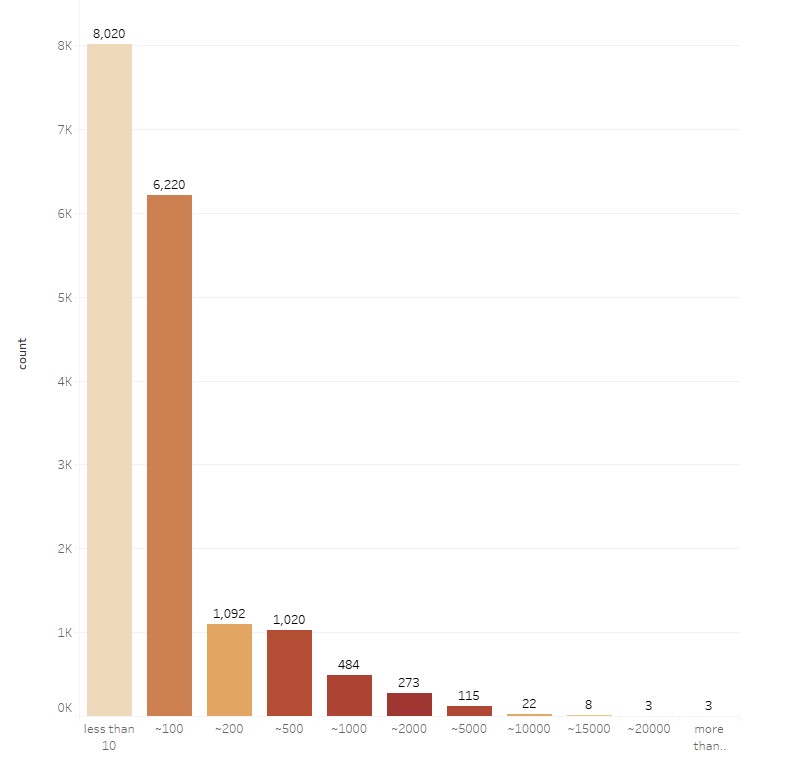 8,020
8K
7K
6,220
6K
5K
count
4K
3K
2K
1,092
1,020
1K
484
273
115
22
8
3
3
0K
less than
10
~100
~200
~500
~1000
~2000
~5000
~10000
~15000
~20000
more
than..